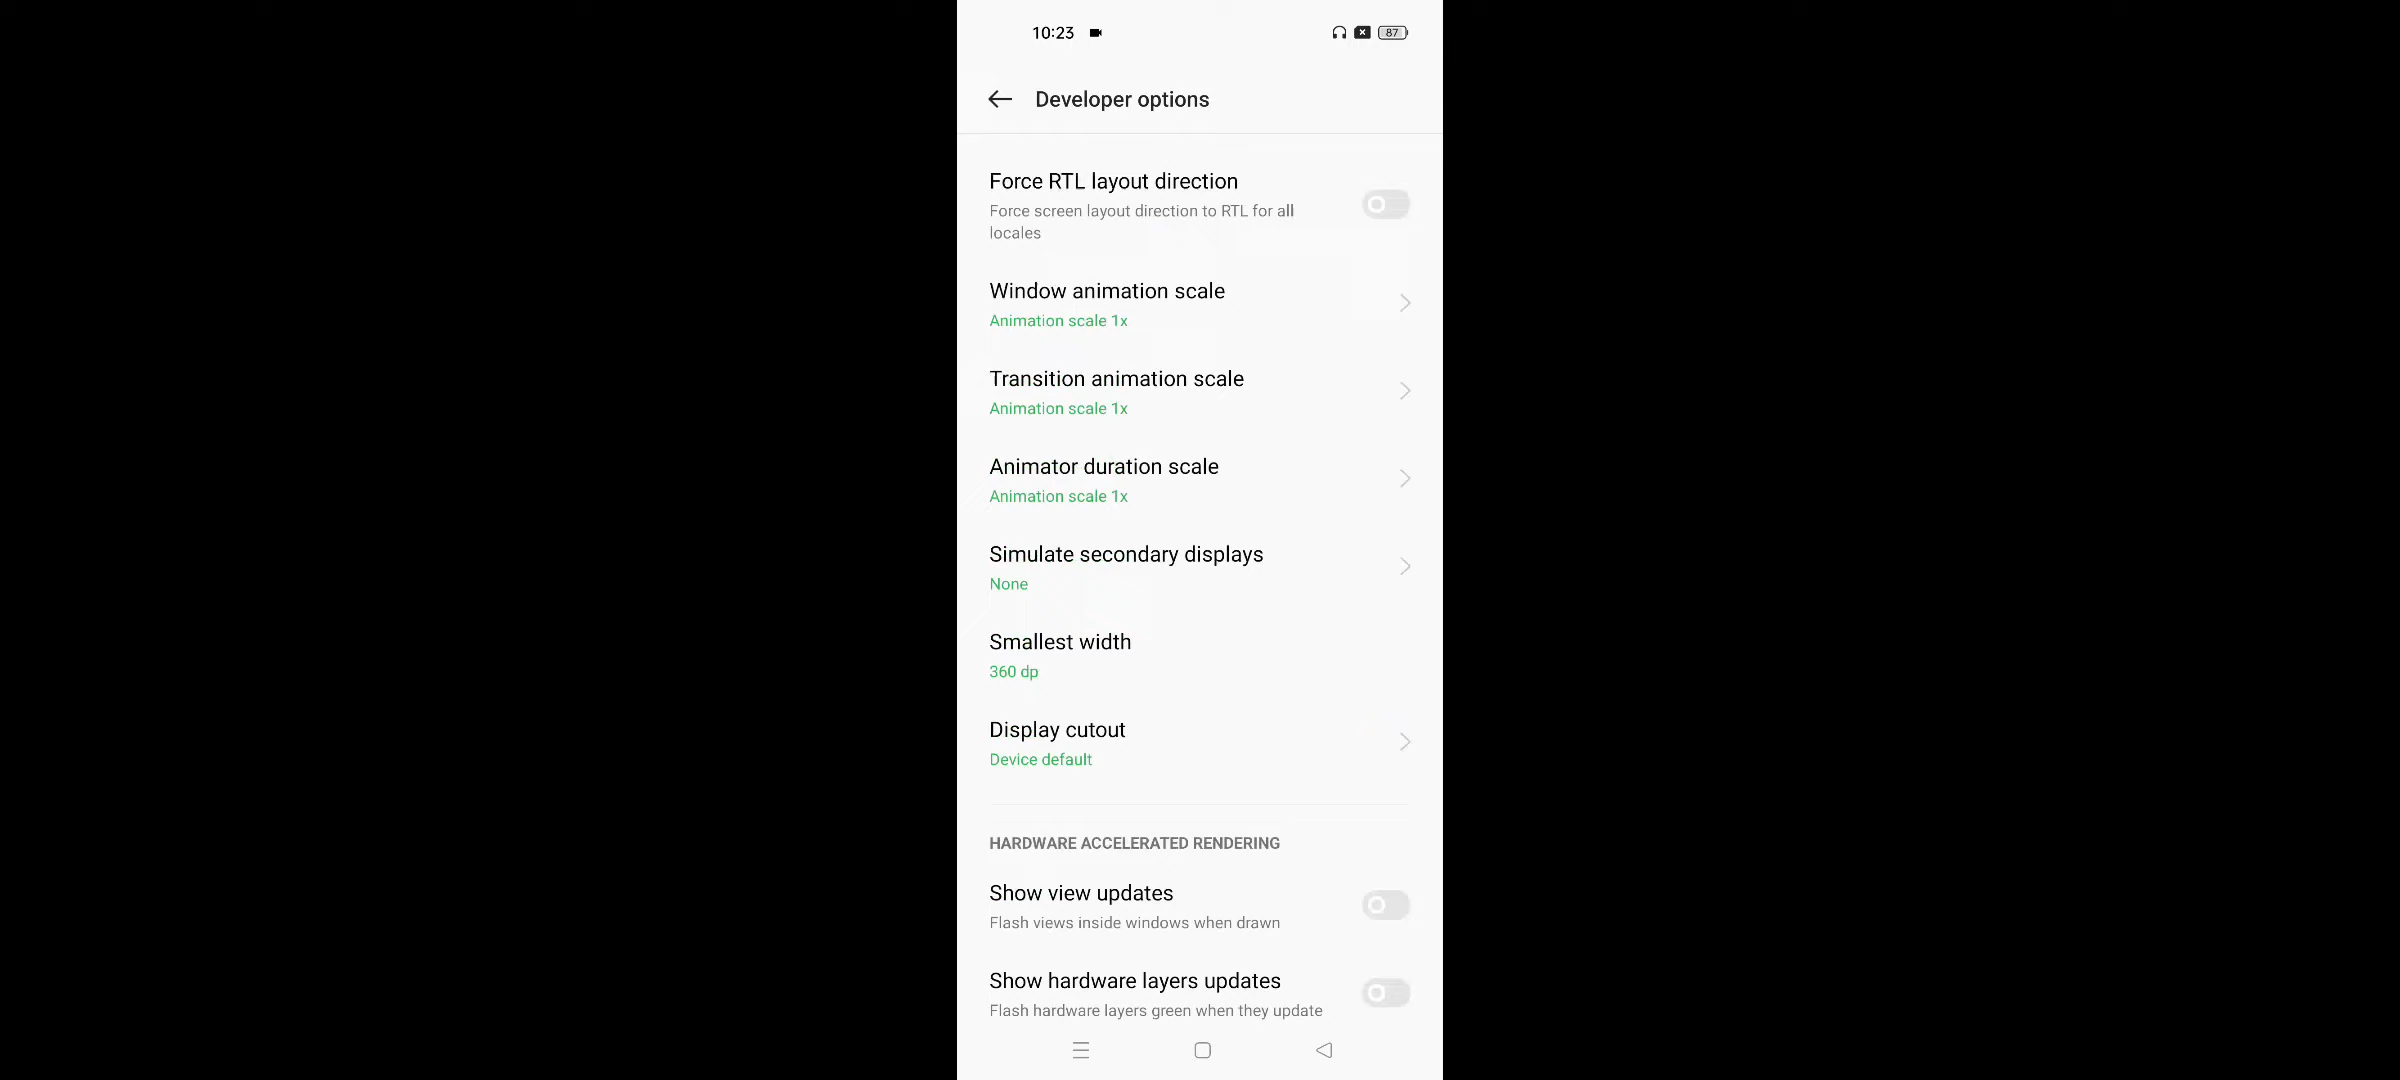 10:23
87
Developer options
Force RTL layout direction
Force screen layout direction to RTL for all
locales
Window animation scale
Animation scale 1x
Transition animation scale
Animation scale 1x
Animator duration scale
Animation scale 1x
Simulate secondary displays
None
Smallest width
360 dp
Display cutout
Device default
HARDWARE ACCELERATED RENDERING
Show view updates
Flash views inside windows when drawn
Show hardware layers updates
Flash hardware layers green when they update